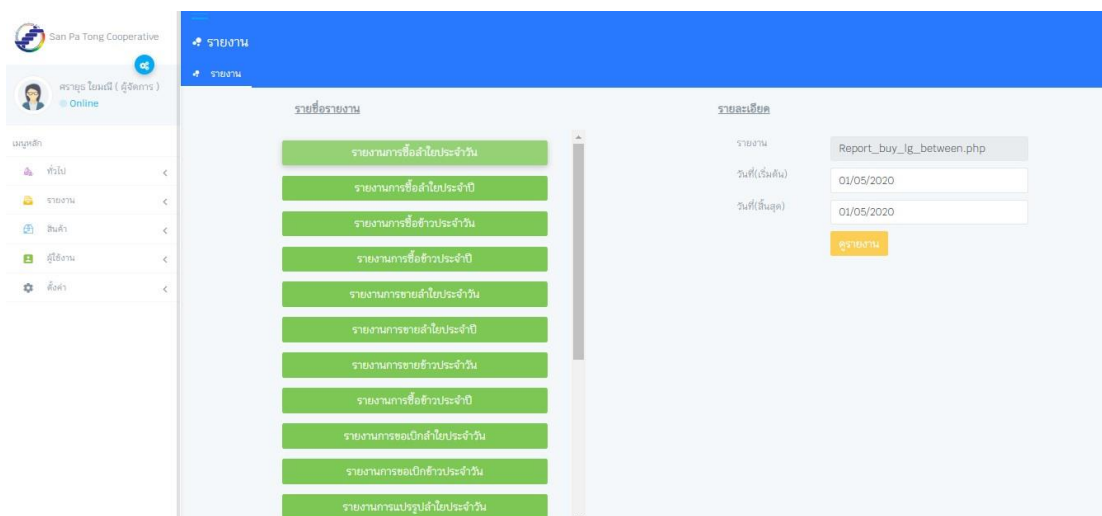 San Pa Tong Cooperative
ศรายุธ ใยมณี ( ผู้จัดการ )
Online
เมนูหลัก
ทั่วไป
รายงาน
สินค้า
ผู้ใช้งาน
ตั้งค่า
รายงาน
รายงาน
รายชื่อรายงาน
รายงานการซื้อลำใยประจำวัน
รายงานการซื้อลำใยประจำปี
รายงานการซื้อข้าวประจำวัน
รายงานการซื้อข้าวประจำปี
รายงานการขายลำใยประจำวัน
รายงานการขายลำใยประจำปี
รายงานการขายข้าวประจำวัน
รายงานการซื้อข้าวประจำปี
รายงานการขอเบิกลำใยประจำวัน
รายงานการขอเบิกข้าวประจำวัน
รายงานการแปรรูปลำใยประจำวัน
รายละเอียด
รายงาน
Report_buy_lg_between.php
วันที่(เริ่มต้น)
01/05/2020
วันที่(สิ้นสุด)
01/05/2020
ดูรายงาน